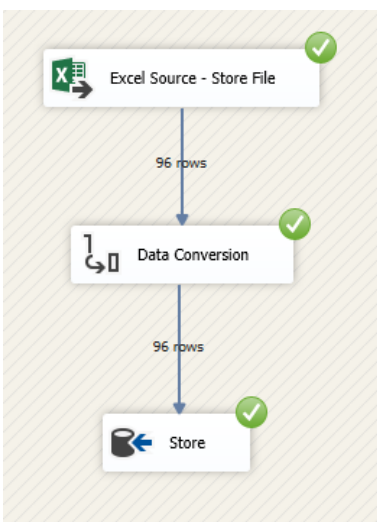 Excel Source - Store File
96 rows
Data Conversion
96 rows
Store